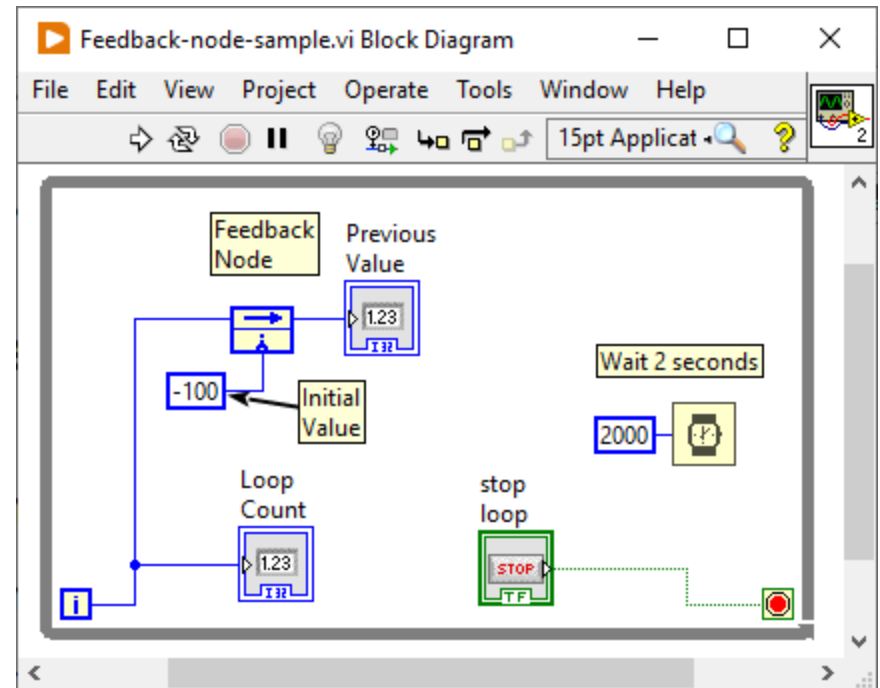 Feedback-node-sample.vi Block Diagram
File Edit View Project Operate Tools Window Help
15pt Applicat
?
2
Feedback
Node
Previous
Value
1.23
I32
-100
Initial
Value
Wait 2 seconds
2000
Loop
Count
1.23
I32
stop
loop
STOP
TF
i